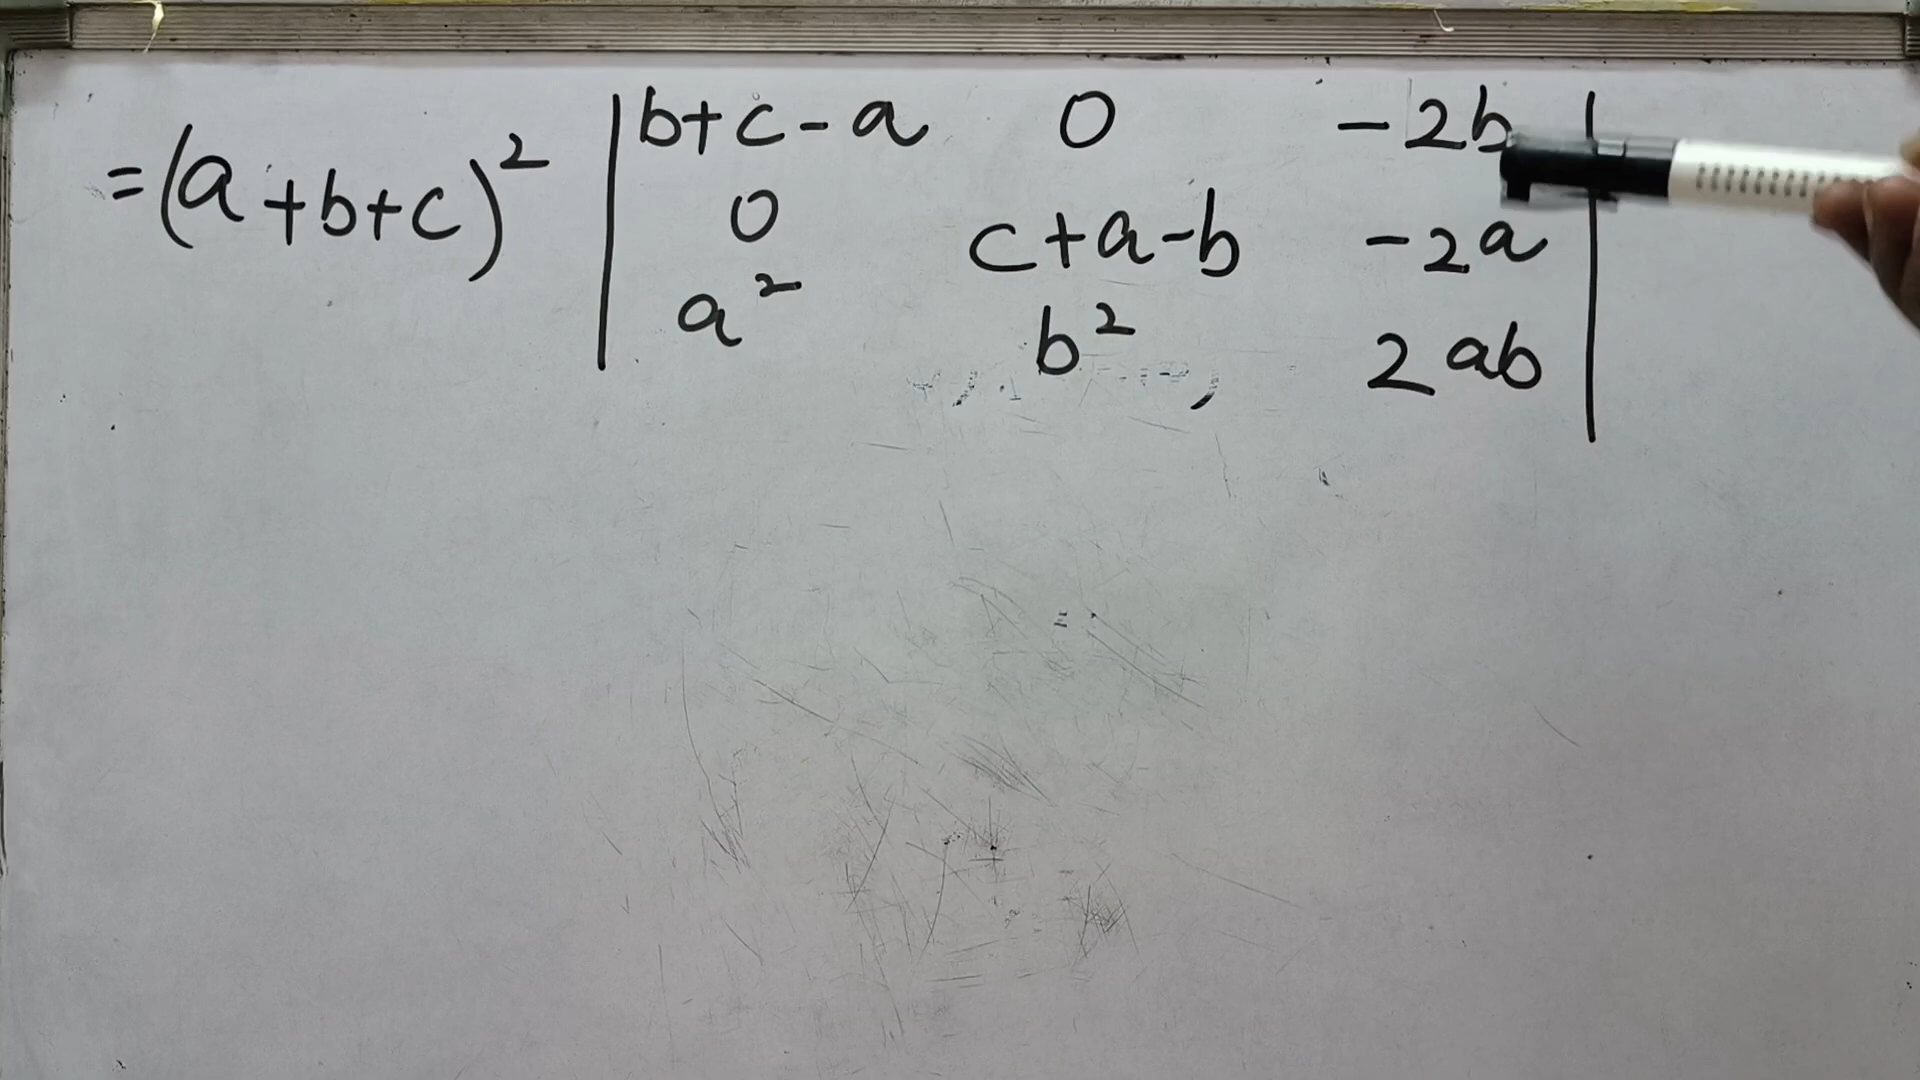 =(a+b+c)² | b+c-a 0 -2b |
0 c+a-b -2a
a² b² 2ab